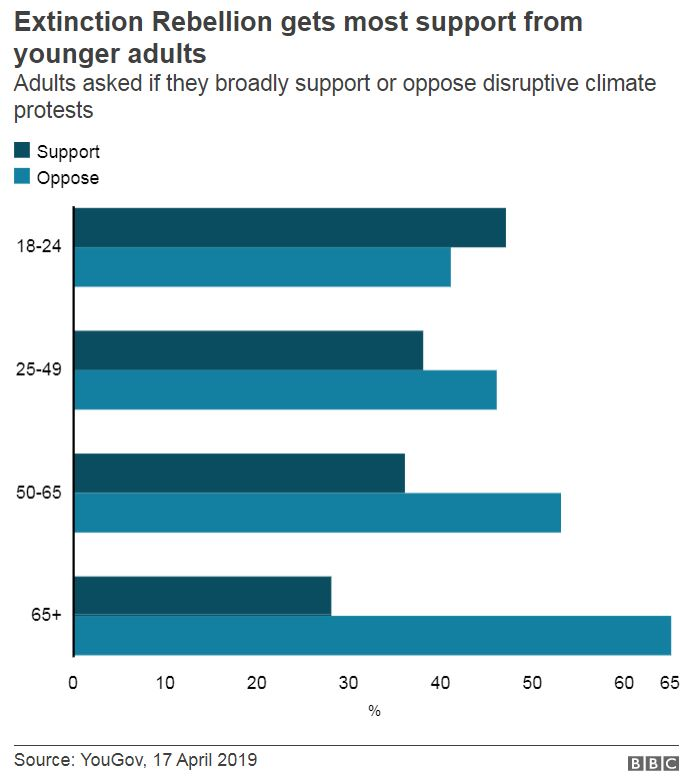 Extinction Rebellion gets most support from
younger adults
Adults asked if they broadly support or oppose disruptive climate
protests
Support
Oppose
18-24
25-49
50-65
65+
0 10 20 30 40 50 60 65
%
Source: YouGov, 17 April 2019
BBC